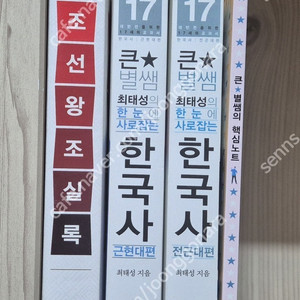 조선왕조실록
17
큰★별쌤
최태성의
한눈에
사로잡는
한국사
근현대편
최태성 지음
17
큰★별쌤
최태성의
한눈에
사로잡는
한국사
전근대편
최태성 지음
큰★별쌤 최태성의 핵심노트